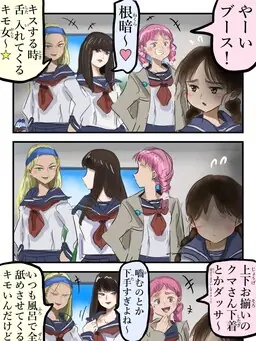 やーい
ブース!
根暗〜♥
キスする時
舌入れてくる
キモ女〜☆
上下お揃いの
クマさん下着
とかダッサ〜
噛むのとか
下手すぎよね〜
いつも風呂で全
舐めさせてくる
キモいんだけど